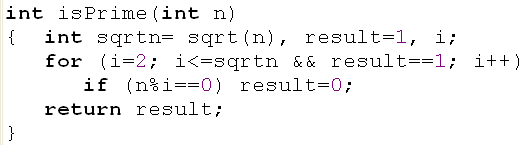 int isPrime(int n)
{  int sqrtn= sqrt(n), result=1, i;
   for (i=2; i<=sqrtn && result==1; i++)
      if (n%i==0) result=0;
   return result;
}